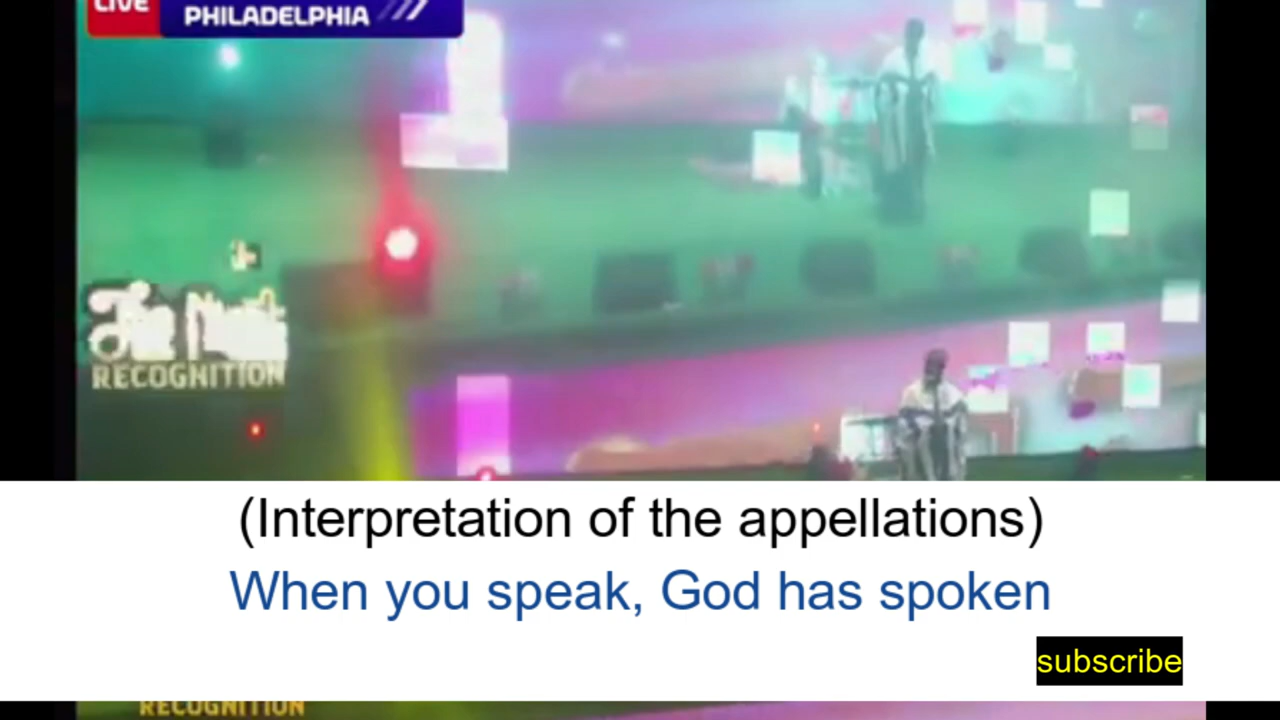 LIVE
PHILADELPHIA
RECOGNITION
(Interpretation of the appellations)
When you speak, God has spoken
subscribe
RECOGNITION